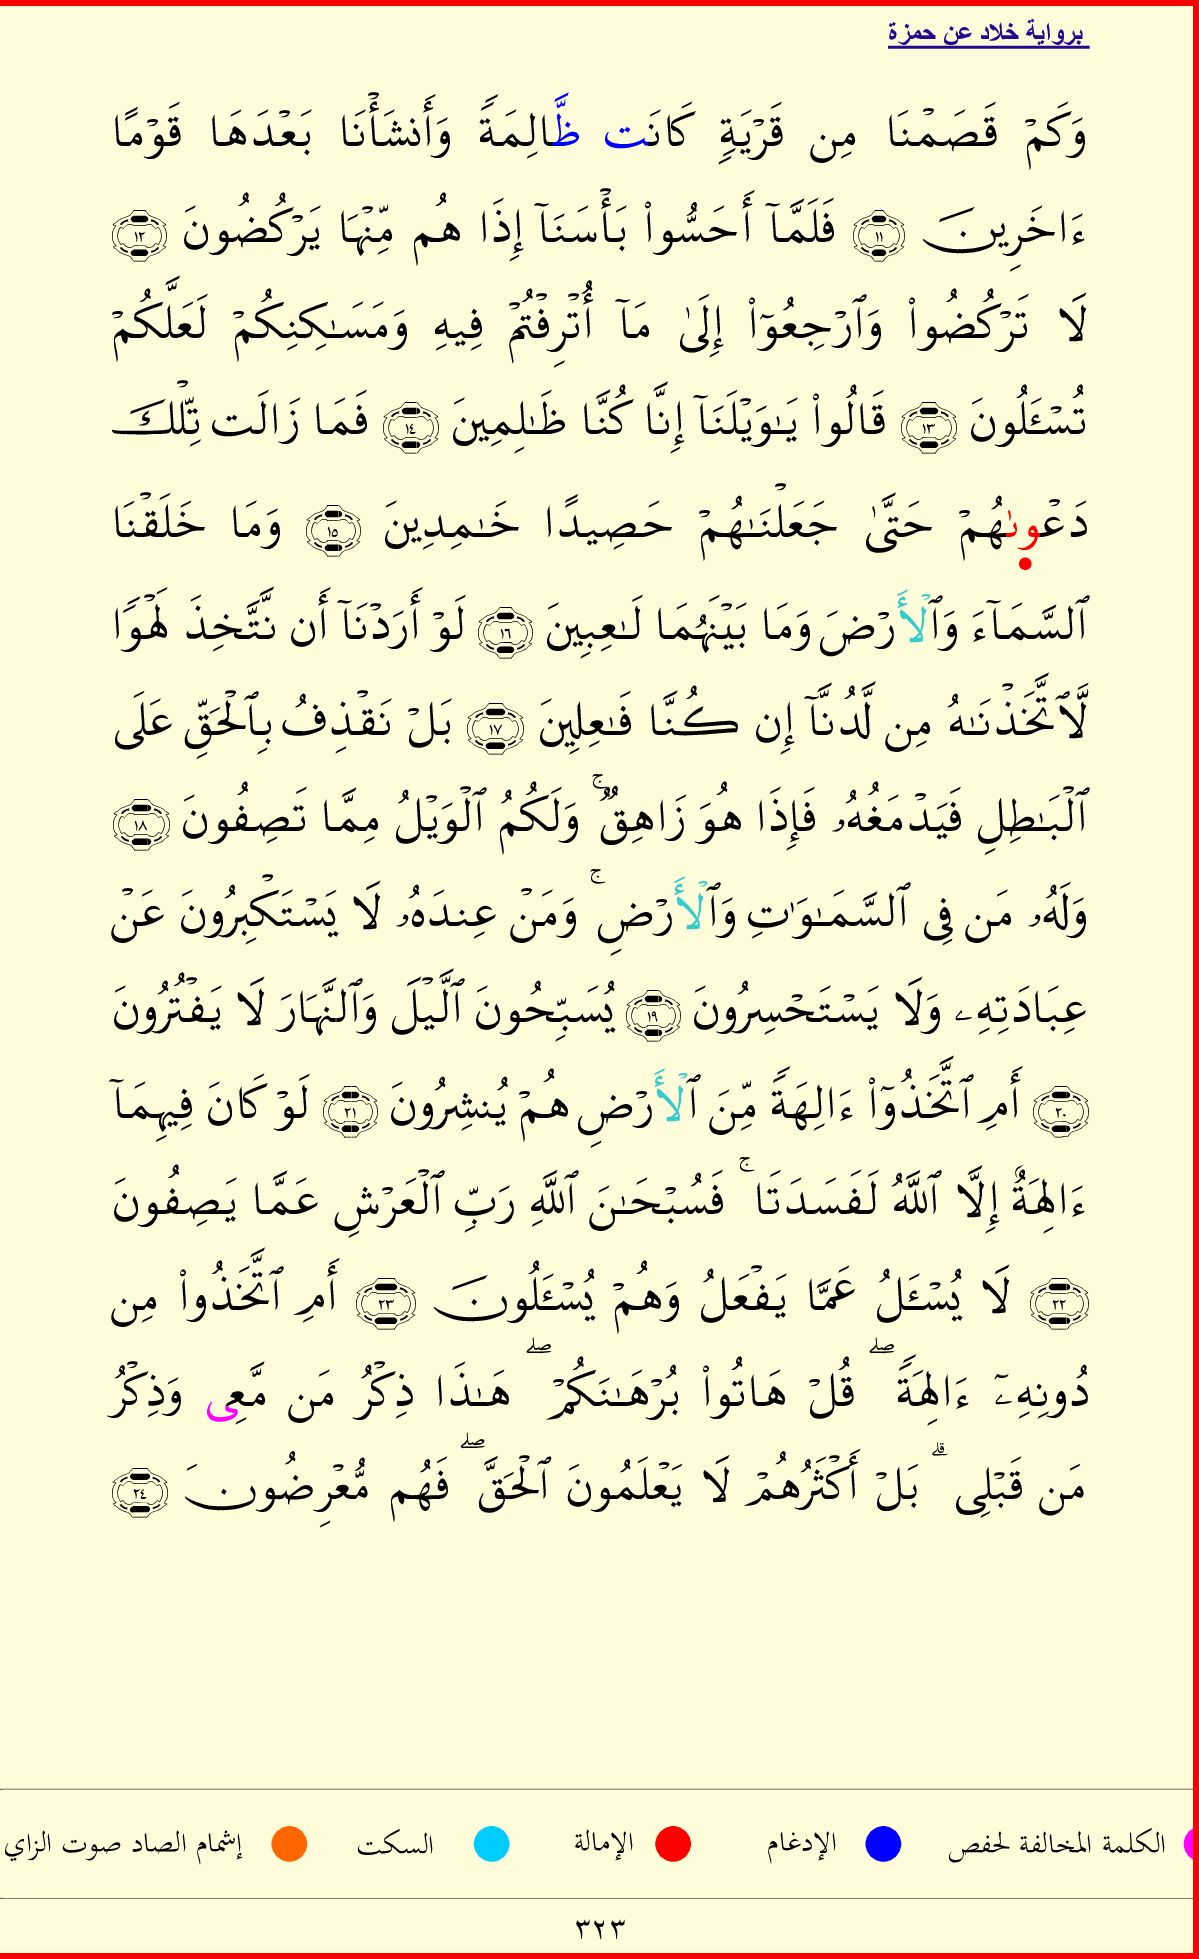 برواية خلاد عن حمزة
وَكَمْ قَصَمْنَا مِن قَرْيَةٍ كَانَت ظَّالِمَةً وَأَنشَأْنَا بَعْدَهَا قَوْمًا
ءَاخَرِينَ ١١ فَلَمَّآ أَحَسُّوا۟ بَأْسَنَآ إِذَا هُم مِّنْهَا يَرْكُضُونَ ١٢
لَا تَرْكُضُوا۟ وَٱرْجِعُوٓا۟ إِلَىٰ مَآ أُتْرِفْتُمْ فِيهِ وَمَسَـٰكِنِكُمْ لَعَلَّكُمْ
تُسْـَٔلُونَ ١٣ قَالُوا۟ يَـٰوَيْلَنَآ إِنَّا كُنَّا ظَـٰلِمِينَ ١٤ فَمَا زَالَت تِّلْكَ
دَعْوىٰهُمْ حَتَّىٰ جَعَلْنَـٰهُمْ حَصِيدًا خَـٰمِدِينَ ١٥ وَمَا خَلَقْنَا
ٱلسَّمَآءَ وَٱلْأَرْضَ وَمَا بَيْنَهُمَا لَـٰعِبِينَ ١٦ لَوْ أَرَدْنَآ أَن نَّتَّخِذَ لَهْوًا
لَّٱتَّخَذْنَـٰهُ مِن لَّدُنَّآ إِن كُنَّا فَـٰعِلِينَ ١٧ بَلْ نَقْذِفُ بِٱلْحَقِّ عَلَى
ٱلْبَـٰطِلِ فَيَدْمَغُهُۥ فَإِذَا هُوَ زَاهِقٌ ۚ وَلَكُمُ ٱلْوَيْلُ مِمَّا تَصِفُونَ ١٨
وَلَهُۥ مَن فِى ٱلسَّمَـٰوَٰتِ وَٱلْأَرْضِ ۚ وَمَنْ عِندَهُۥ لَا يَسْتَكْبِرُونَ عَنْ
عِبَادَتِهِۦ وَلَا يَسْتَحْسِرُونَ ١٩ يُسَبِّحُونَ ٱلَّيْلَ وَٱلنَّهَارَ لَا يَفْتُرُونَ
٢٠ أَمِ ٱتَّخَذُوٓا۟ ءَالِهَةً مِّنَ ٱلْأَرْضِ هُمْ يُنشِرُونَ ٢١ لَوْ كَانَ فِيهِمَآ
ءَالِهَةٌ إِلَّا ٱللَّهُ لَفَسَدَتَا ۚ فَسُبْحَـٰنَ ٱللَّهِ رَبِّ ٱلْعَرْشِ عَمَّا يَصِفُونَ
٢٢ لَا يُسْـَٔلُ عَمَّا يَفْعَلُ وَهُمْ يُسْـَٔلُونَ ٢٣ أَمِ ٱتَّخَذُوا۟ مِن
دُونِهِۦٓ ءَالِهَةً ۖ قُلْ هَاتُوا۟ بُرْهَـٰنَكُمْ ۖ هَـٰذَا ذِكْرُ مَن مَّعِى وَذِكْرُ
مَن قَبْلِى ۗ بَلْ أَكْثَرُهُمْ لَا يَعْلَمُونَ ٱلْحَقَّ ۖ فَهُم مُّعْرِضُونَ ٢٤
الكلمة المخالفة لحفص الإدغام الإمالة السكت إشمام الصاد صوت الزاي
٣٢٣